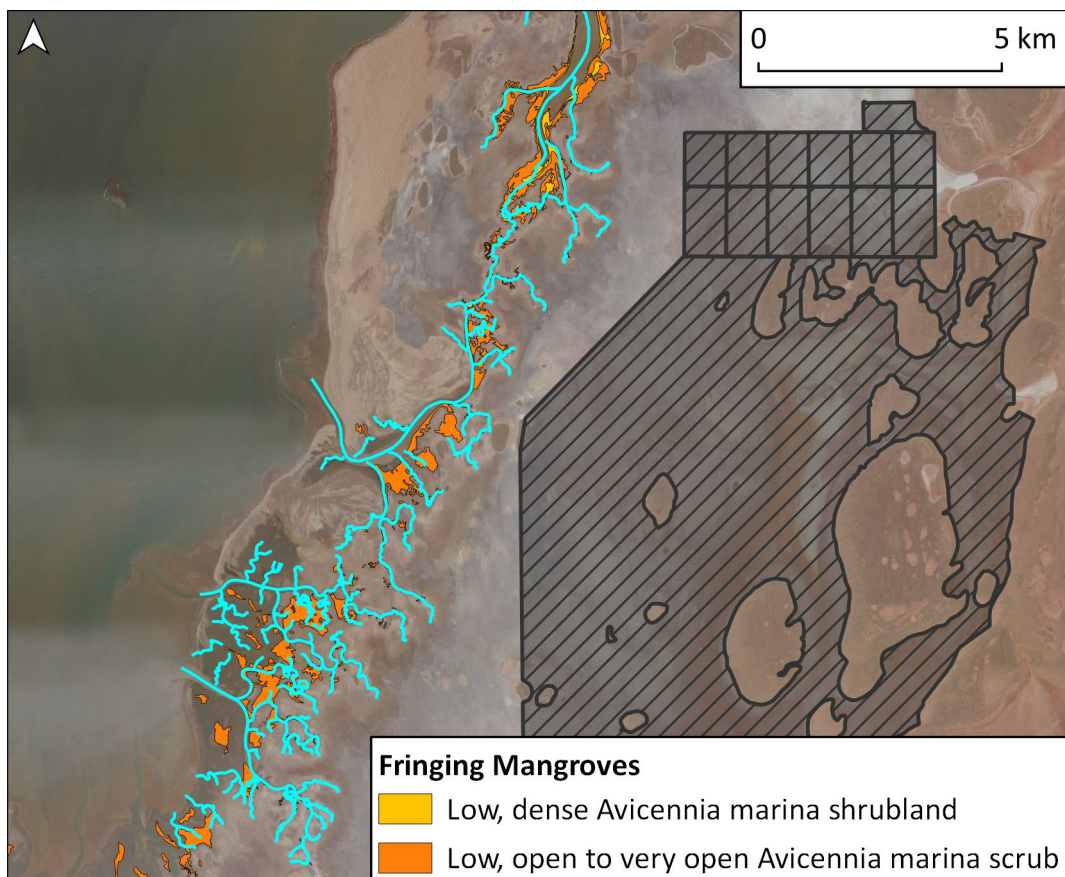 0 5 km
Fringing Mangroves
Low, dense Avicennia marina shrubland
Low, open to very open Avicennia marina scrub